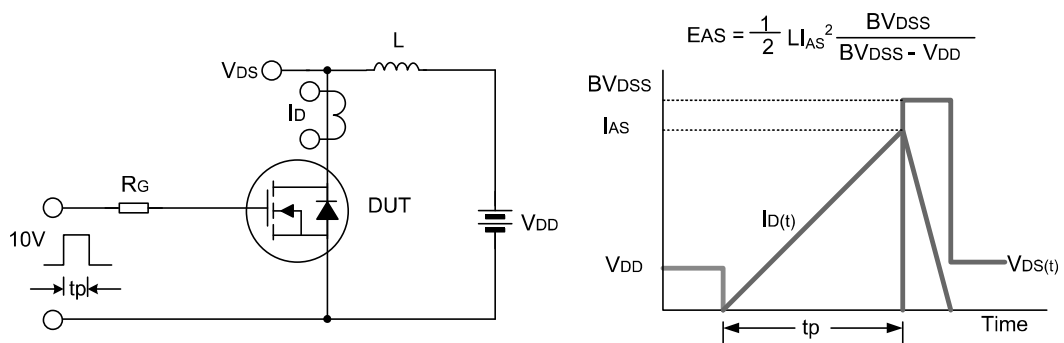 VDS
L
ID
RG
DUT
VDD
10V
tp
EAS = 1/2 LIAS² BVDSS / (BVDSS - VDD)
BVDSS
IAS
ID(t)
VDD
VDS(t)
tp
Time